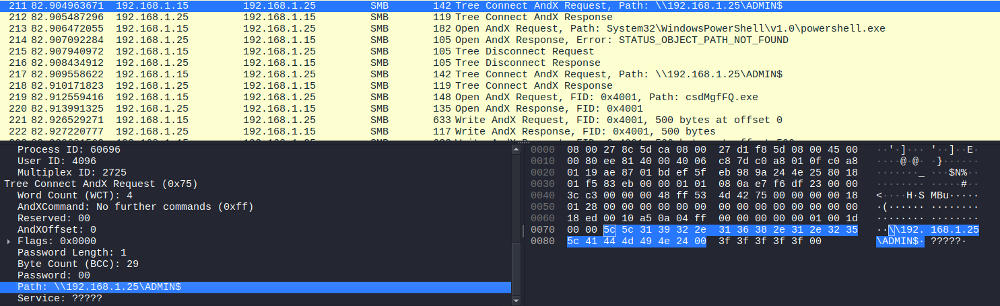 211 82.904963671 192.168.1.15 192.168.1.25 SMB 142 Tree Connect AndX Request, Path: \\192.168.1.25\ADMIN$
212 82.905487296 192.168.1.25 192.168.1.15 SMB 119 Tree Connect AndX Response
213 82.906472055 192.168.1.15 192.168.1.25 SMB 182 Open AndX Request, Path: System32\WindowsPowerShell\v1.0\powershell.exe
214 82.907092284 192.168.1.25 192.168.1.15 SMB 105 Open AndX Response, Error: STATUS_OBJECT_PATH_NOT_FOUND
215 82.907940972 192.168.1.15 192.168.1.25 SMB 105 Tree Disconnect Request
216 82.908434912 192.168.1.25 192.168.1.15 SMB 105 Tree Disconnect Response
217 82.909558622 192.168.1.15 192.168.1.25 SMB 142 Tree Connect AndX Request, Path: \\192.168.1.25\ADMIN$
218 82.910171823 192.168.1.25 192.168.1.15 SMB 119 Tree Connect AndX Response
219 82.912559416 192.168.1.15 192.168.1.25 SMB 148 Open AndX Request, FID: 0x4001, Path: csdMgfFQ.exe
220 82.913991325 192.168.1.25 192.168.1.15 SMB 135 Open AndX Response, FID: 0x4001
221 82.926529271 192.168.1.15 192.168.1.25 SMB 633 Write AndX Request, FID: 0x4001, 500 bytes at offset 0
222 82.927220777 192.168.1.25 192.168.1.15 SMB 117 Write AndX Response, FID: 0x4001, 500 bytes
Process ID: 60696
User ID: 4096
Multiplex ID: 2725
Tree Connect AndX Request (0x75)
Word Count (WCT): 4
AndXCommand: No further commands (0xff)
Reserved: 00
AndXOffset: 0
Flags: 0x0000
Password Length: 1
Byte Count (BCC): 29
Password: 00
Path: \\192.168.1.25\ADMIN$
Service: ?????
0000 08 00 27 8c 5d ca 08 00 27 d1 f8 5d 08 00 45 00 ··'·]··· '··]··E·
0010 00 80 ee 81 40 00 40 06 c8 7d c0 a8 01 0f c0 a8 ····@·@· ·}······
0020 01 19 ae 87 01 bd ef 5f eb 98 9a 24 4e 25 80 18 ·······_ ···$N%··
0030 01 f5 83 eb 00 00 01 01 08 0a e7 f6 df 23 00 00 ········ ·····#··
0040 3c c3 00 00 00 48 ff 53 4d 42 75 00 00 00 00 18 <····H·S MBu·····
0050 01 28 00 00 00 00 00 00 00 00 00 00 00 00 00 00 ·(······ ········
0060 18 ed 00 10 a5 0a 04 ff 00 00 00 00 00 01 00 1d ········ ········
0070 00 00 5c 5c 31 39 32 2e 31 36 38 2e 31 2e 32 35 ··\\192. 168.1.25
0080 5c 41 44 4d 49 4e 24 00 3f 3f 3f 3f 3f 00 \ADMIN$· ?????·